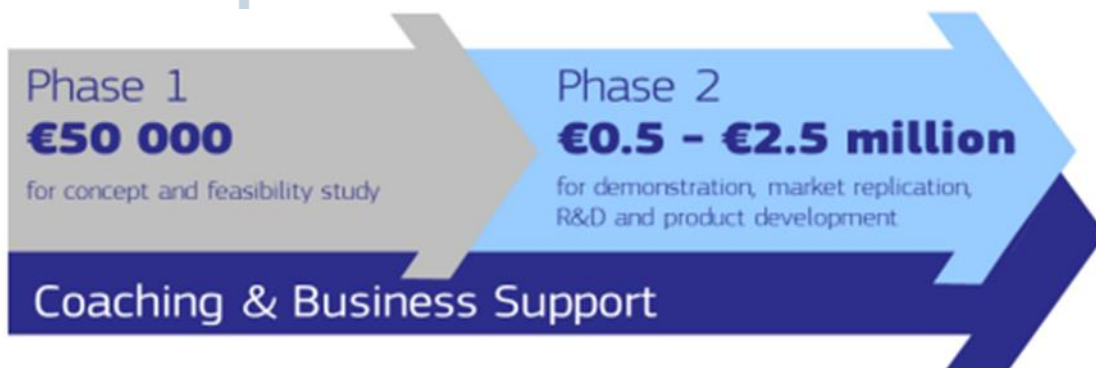 Phase 1
€50 000
for concept and feasibility study
Phase 2
€0.5 – €2.5 million
for demonstration, market replication,
R&D and product development
Coaching & Business Support